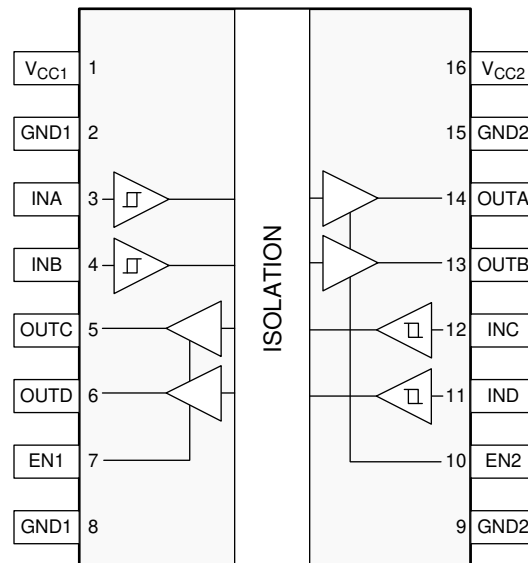 VCC1 1 16 VCC2
GND1 2 15 GND2
INA 3 14 OUTA
INB 4 13 OUTB
ISOLATION
OUTC 5 12 INC
OUTD 6 11 IND
EN1 7 10 EN2
GND1 8 9 GND2